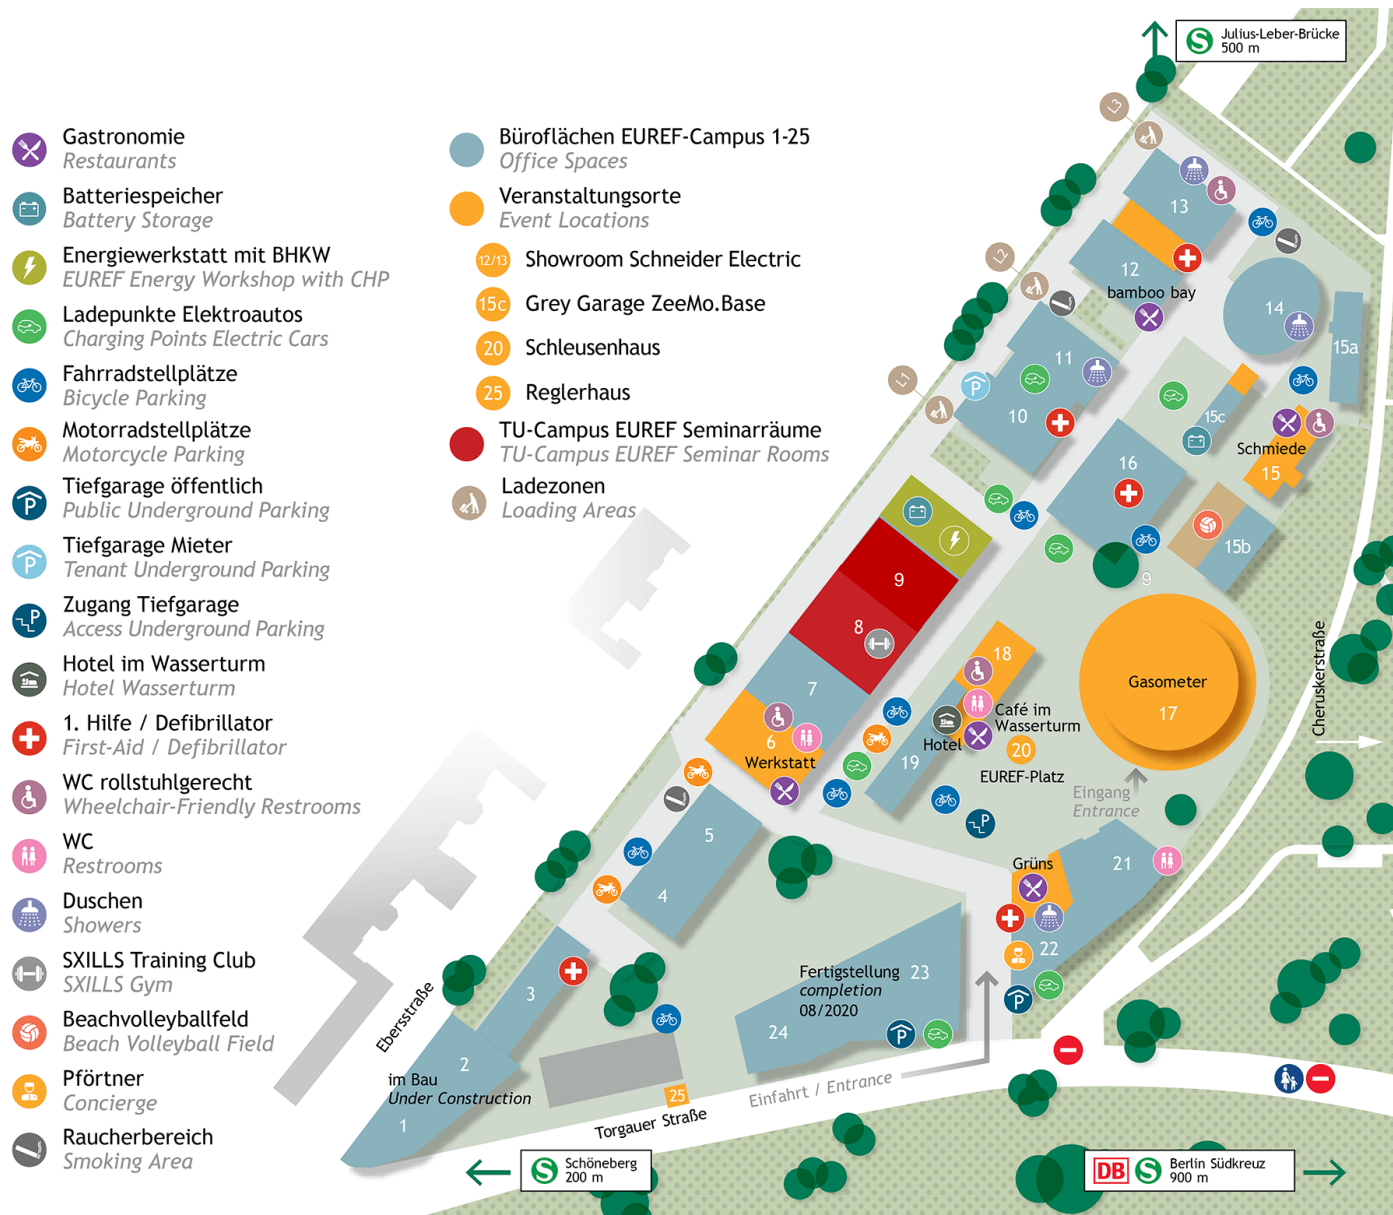 Julius-Leber-Brücke
500 m
Gastronomie
Restaurants
Batteriespeicher
Battery Storage
Energiewerkstatt mit BHKW
EUREF Energy Workshop with CHP
Ladepunkte Elektroautos
Charging Points Electric Cars
Fahrradstellplätze
Bicycle Parking
Motorradstellplätze
Motorcycle Parking
Tiefgarage öffentlich
Public Underground Parking
Tiefgarage Mieter
Tenant Underground Parking
Zugang Tiefgarage
Access Underground Parking
Hotel im Wasserturm
Hotel Wasserturm
1. Hilfe / Defibrillator
First-Aid / Defibrillator
WC rollstuhlgerecht
Wheelchair-Friendly Restrooms
WC
Restrooms
Duschen
Showers
SXILLS Training Club
SXILLS Gym
Beachvolleyballfeld
Beach Volleyball Field
Pförtner
Concierge
Raucherbereich
Smoking Area
Büroflächen EUREF-Campus 1-25
Office Spaces
Veranstaltungsorte
Event Locations
12/13 Showroom Schneider Electric
15c Grey Garage ZeeMo.Base
20 Schleusenhaus
25 Reglerhaus
TU-Campus EUREF Seminarräume
TU-Campus EUREF Seminar Rooms
Ladezonen
Loading Areas
L3
13
L2
12
bamboo bay
14
15a
11
L1
10
15c
Schmiede
15
16
15b
9
9
8
18
7
Gasometer
17
Café im
Wasserturm
Hotel
20
6
Werkstatt
19
EUREF-Platz
Eingang
Entrance
Cheruskerstraße
5
4
Grüns
21
22
3
Fertigstellung
completion
08/2020
23
24
Ebersstraße
2
im Bau
Under Construction
1
25
Torgauer Straße
Einfahrt / Entrance
Schöneberg
200 m
DB
Berlin Südkreuz
900 m